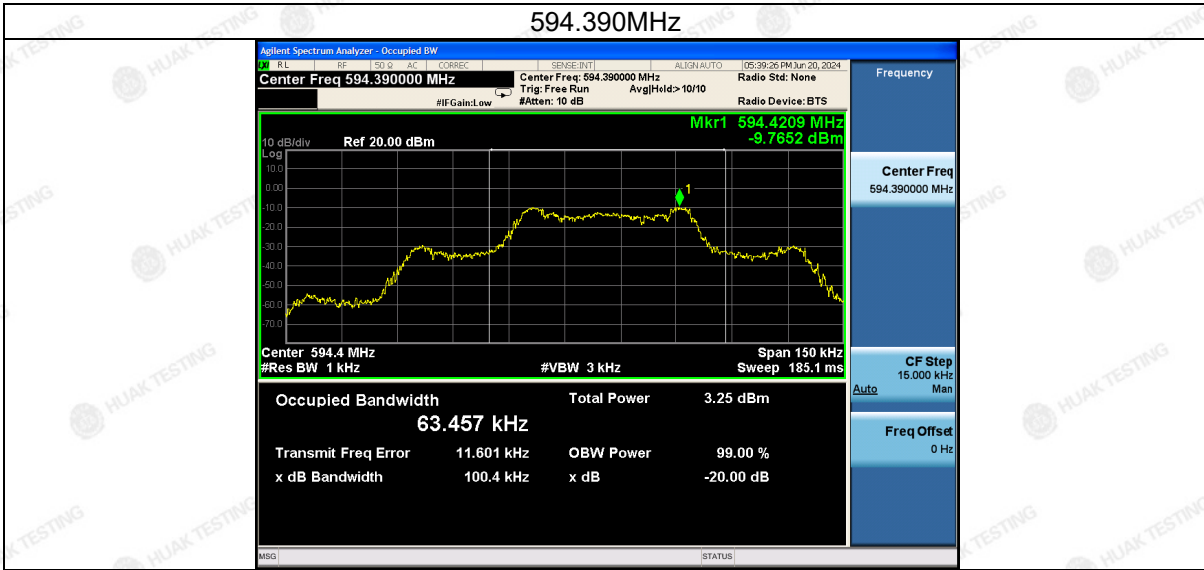 594.390MHz
Agilent Spectrum Analyzer - Occupied BW
RL RF 50 Ω AC CORREC SENSE:INT ALIGN AUTO 05:39:26 PM Jun 20, 2024
Center Freq 594.390000 MHz
Center Freq: 594.390000 MHz Radio Std: None
Trig: Free Run Avg|Hold:> 10/10
#IFGain:Low #Atten: 10 dB Radio Device: BTS
Frequency
Mkr1 594.4209 MHz
-9.7652 dBm
10 dB/div Ref 20.00 dBm
Log
10.0
0.00
-10.0
-20.0
-30.0
-40.0
-50.0
-60.0
-70.0
1
Center 594.4 MHz Span 150 kHz
#Res BW 1 kHz #VBW 3 kHz Sweep 185.1 ms
Center Freq
594.390000 MHz
CF Step
15.000 kHz
Auto Man
Freq Offset
0 Hz
Occupied Bandwidth Total Power 3.25 dBm
63.457 kHz
Transmit Freq Error 11.601 kHz OBW Power 99.00 %
x dB Bandwidth 100.4 kHz x dB -20.00 dB
MSG STATUS
HUAK TESTING